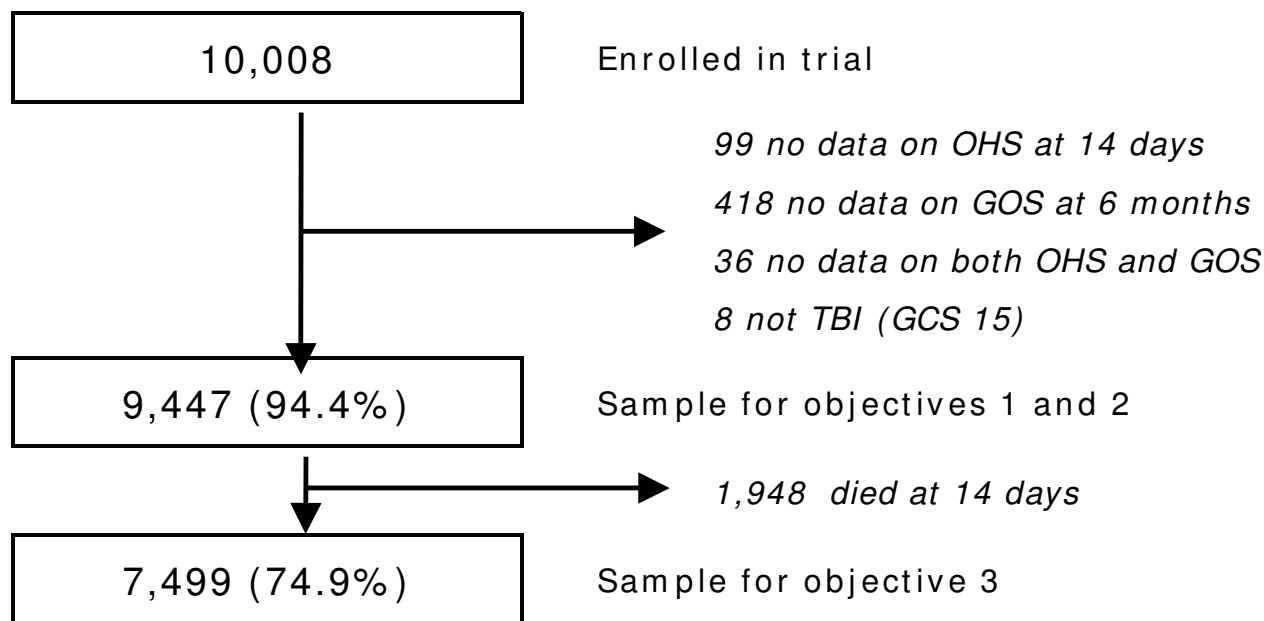 10,008
Enrolled in trial
99 no data on OHS at 14 days
418 no data on GOS at 6 months
36 no data on both OHS and GOS
8 not TBI (GCS 15)
9,447 (94.4%)
Sample for objectives 1 and 2
1,948 died at 14 days
7,499 (74.9%)
Sample for objective 3